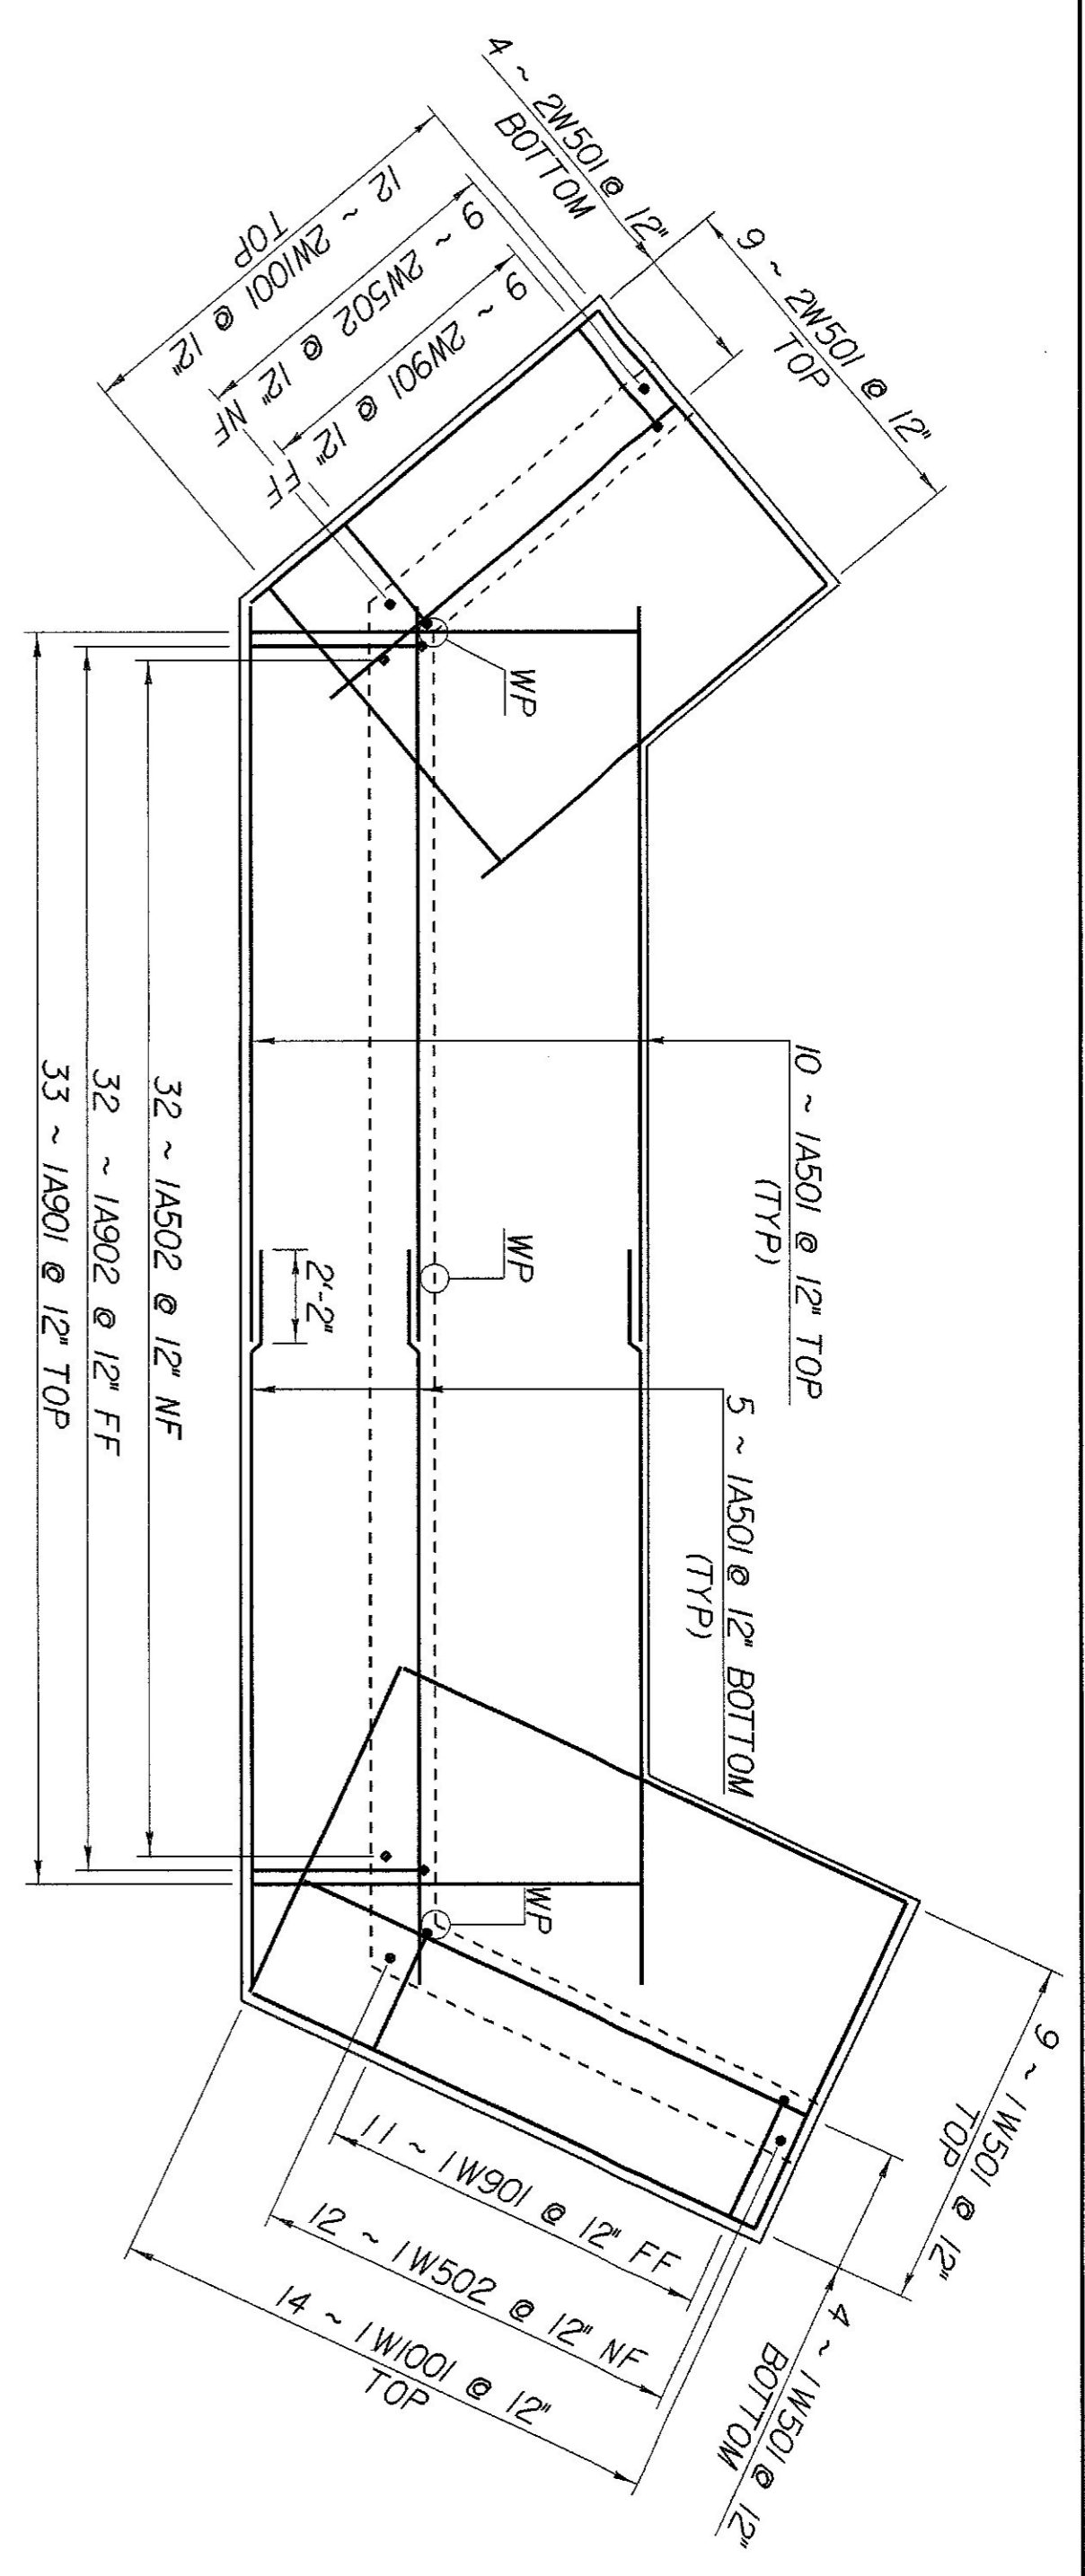 4 ~ 2W501 @ 12"
BOTTOM
9 ~ 2W501 @ 12"
TOP
12 ~ 2W1001 @ 12"
TOP
9 ~ 2W502 @ 12" NF
9 ~ 2W901 @ 12" FF
WP
10 ~ 1A501 @ 12" TOP
(TYP)
WP
2'-2"
5 ~ 1A501 @ 12" BOTTOM
(TYP)
32 ~ 1A502 @ 12" NF
32 ~ 1A902 @ 12" FF
33 ~ 1A901 @ 12" TOP
WP
9 ~ 1W501 @ 12"
TOP
4 ~ 1W501 @ 12"
BOTTOM
11 ~ 1W901 @ 12" FF
12 ~ 1W502 @ 12" NF
14 ~ 1W1001 @ 12"
TOP